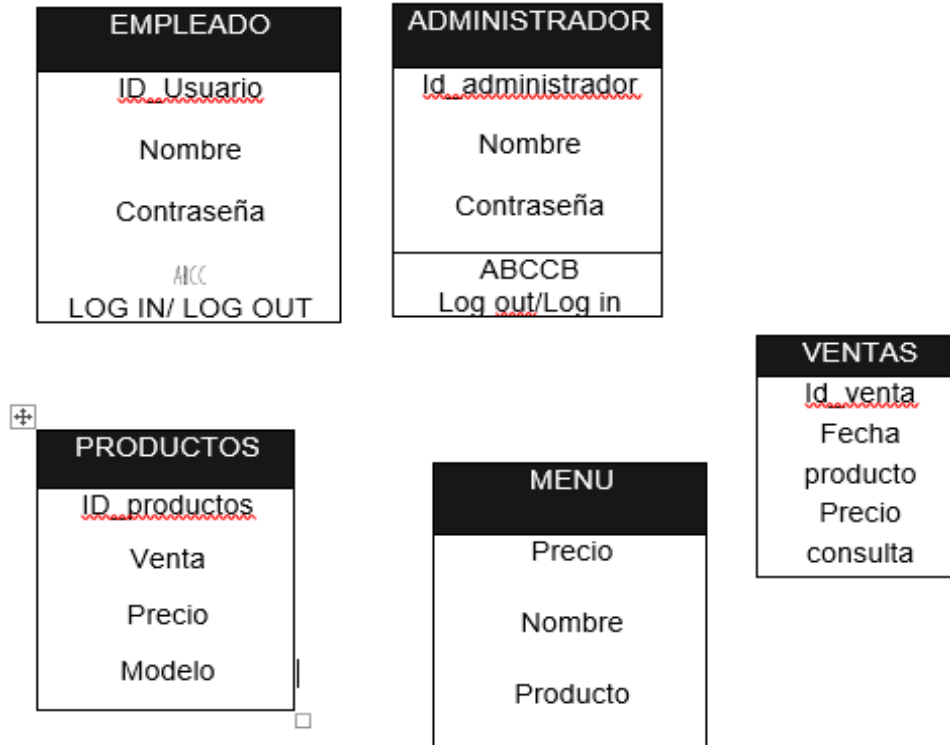 EMPLEADO
ID_Usuario
Nombre
Contraseña
ABCC
LOG IN/ LOG OUT
ADMINISTRADOR
Id_administrador
Nombre
Contraseña
ABCCB
Log out/Log in
VENTAS
Id_venta
Fecha
producto
Precio
consulta
PRODUCTOS
ID_productos
Venta
Precio
Modelo
MENU
Precio
Nombre
Producto